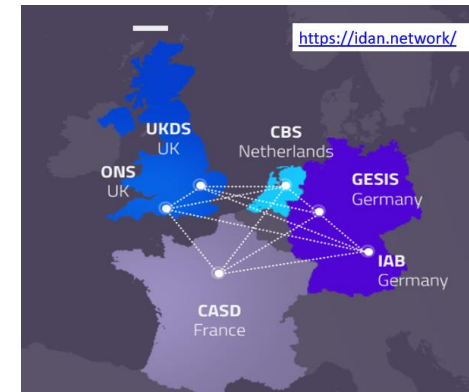 https://idan.network/
UKDS
UK
CBS
Netherlands
ONS
UK
GESIS
Germany
IAB
Germany
CASD
France